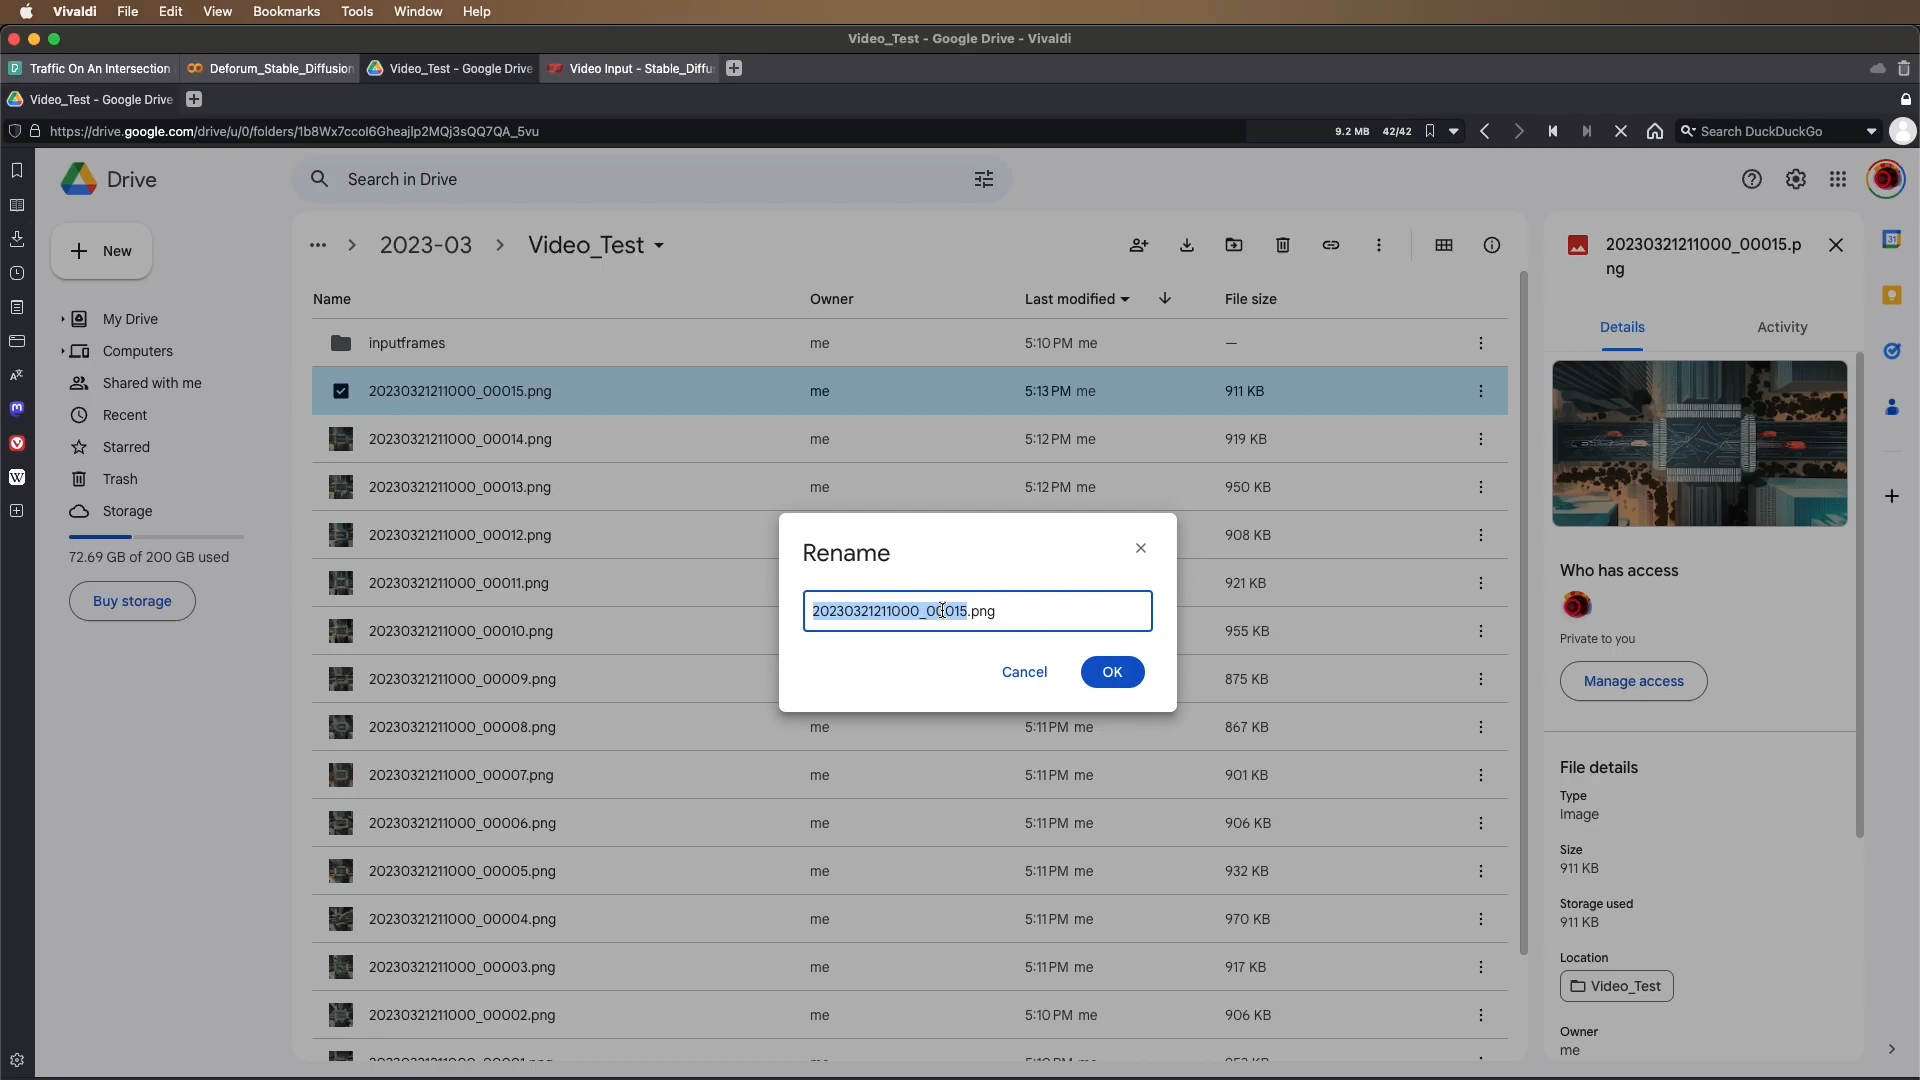 Vivaldi File Edit View Bookmarks Tools Window Help
Video_Test - Google Drive - Vivaldi
Traffic On An Intersection Deforum_Stable_Diffusion Video_Test - Google Drive Video Input - Stable_Diffu
Video_Test - Google Drive
https://drive.google.com/drive/u/0/folders/1b8Wx7ccoI6GheajIp2MQj3sQQ7QA_5vu 9.2 MB 42/42 Search DuckDuckGo
Drive
Search in Drive
New
My Drive
Computers
Shared with me
Recent
Starred
Trash
Storage
72.69 GB of 200 GB used
Buy storage
2023-03 Video_Test
Name Owner Last modified File size
inputframes me 5:10 PM me —
20230321211000_00015.png me 5:13 PM me 911 KB
20230321211000_00014.png me 5:12 PM me 919 KB
20230321211000_00013.png me 5:12 PM me 950 KB
20230321211000_00012.png 908 KB
20230321211000_00011.png 921 KB
20230321211000_00010.png 955 KB
20230321211000_00009.png 875 KB
20230321211000_00008.png me 5:11 PM me 867 KB
20230321211000_00007.png me 5:11 PM me 901 KB
20230321211000_00006.png me 5:11 PM me 906 KB
20230321211000_00005.png me 5:11 PM me 932 KB
20230321211000_00004.png me 5:11 PM me 970 KB
20230321211000_00003.png me 5:11 PM me 917 KB
20230321211000_00002.png me 5:10 PM me 906 KB
Rename
20230321211000_00015.png
Cancel OK
20230321211000_00015.p
ng
Details Activity
Who has access
Private to you
Manage access
File details
Type
Image
Size
911 KB
Storage used
911 KB
Location
Video_Test
Owner
me